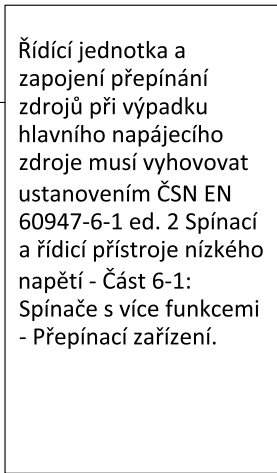 Řídící jednotka a
zapojení přepínání
zdrojů při výpadku
hlavního napájecího
zdroje musí vyhovovat
ustanovením ČSN EN
60947-6-1 ed. 2 Spínací
a řídicí přístroje nízkého
napětí - Část 6-1:
Spínače s více funkcemi
- Přepínací zařízení.